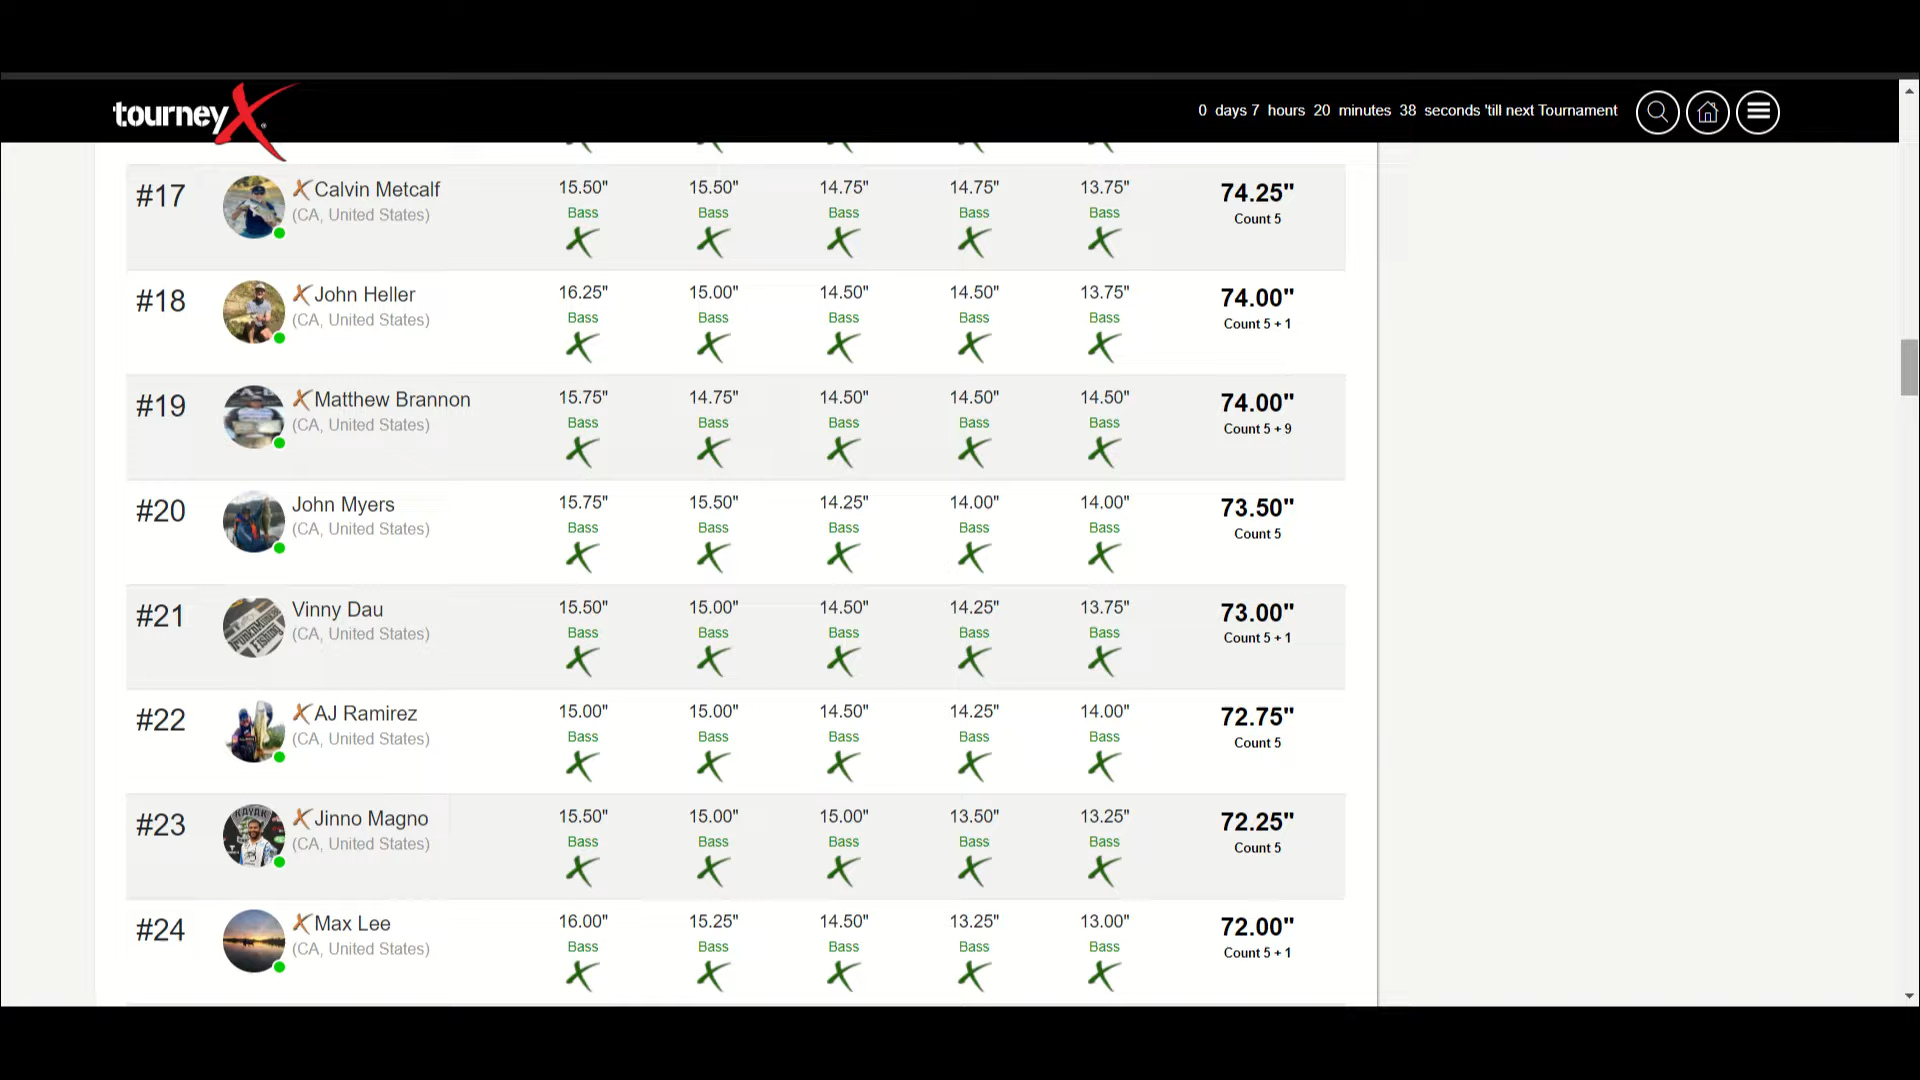 tourneyX
0 days 7 hours 20 minutes 38 seconds 'till next Tournament
#17 Calvin Metcalf 15.50" 15.50" 14.75" 14.75" 13.75" 74.25"
(CA, United States) Bass Bass Bass Bass Bass Count 5
#18 John Heller 16.25" 15.00" 14.50" 14.50" 13.75" 74.00"
(CA, United States) Bass Bass Bass Bass Bass Count 5 + 1
#19 Matthew Brannon 15.75" 14.75" 14.50" 14.50" 14.50" 74.00"
(CA, United States) Bass Bass Bass Bass Bass Count 5 + 9
#20 John Myers 15.75" 15.50" 14.25" 14.00" 14.00" 73.50"
(CA, United States) Bass Bass Bass Bass Bass Count 5
#21 Vinny Dau 15.50" 15.00" 14.50" 14.25" 13.75" 73.00"
(CA, United States) Bass Bass Bass Bass Bass Count 5 + 1
#22 AJ Ramirez 15.00" 15.00" 14.50" 14.25" 14.00" 72.75"
(CA, United States) Bass Bass Bass Bass Bass Count 5
#23 Jinno Magno 15.50" 15.00" 15.00" 13.50" 13.25" 72.25"
(CA, United States) Bass Bass Bass Bass Bass Count 5
#24 Max Lee 16.00" 15.25" 14.50" 13.25" 13.00" 72.00"
(CA, United States) Bass Bass Bass Bass Bass Count 5 + 1